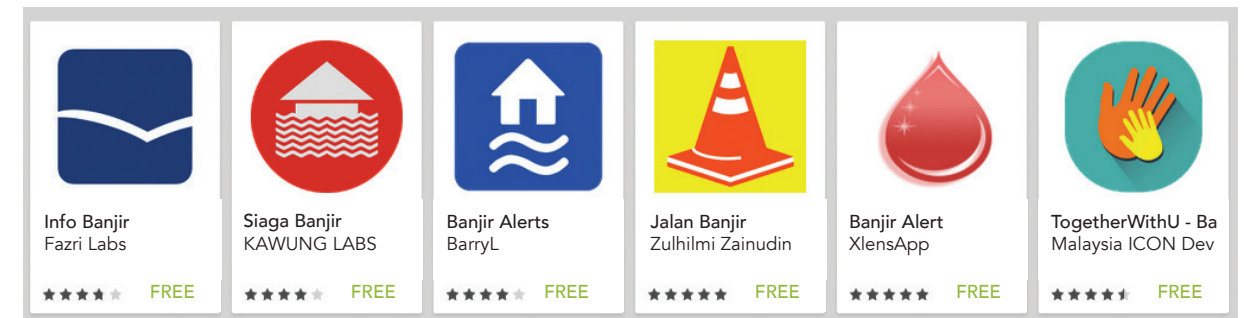 Info Banjir
Fazri Labs
FREE
Siaga Banjir
KAWUNG LABS
FREE
Banjir Alerts
BarryL
FREE
Jalan Banjir
Zulhilmi Zainudin
FREE
Banjir Alert
XlensApp
FREE
TogetherWithU - Ba
Malaysia ICON Dev
FREE